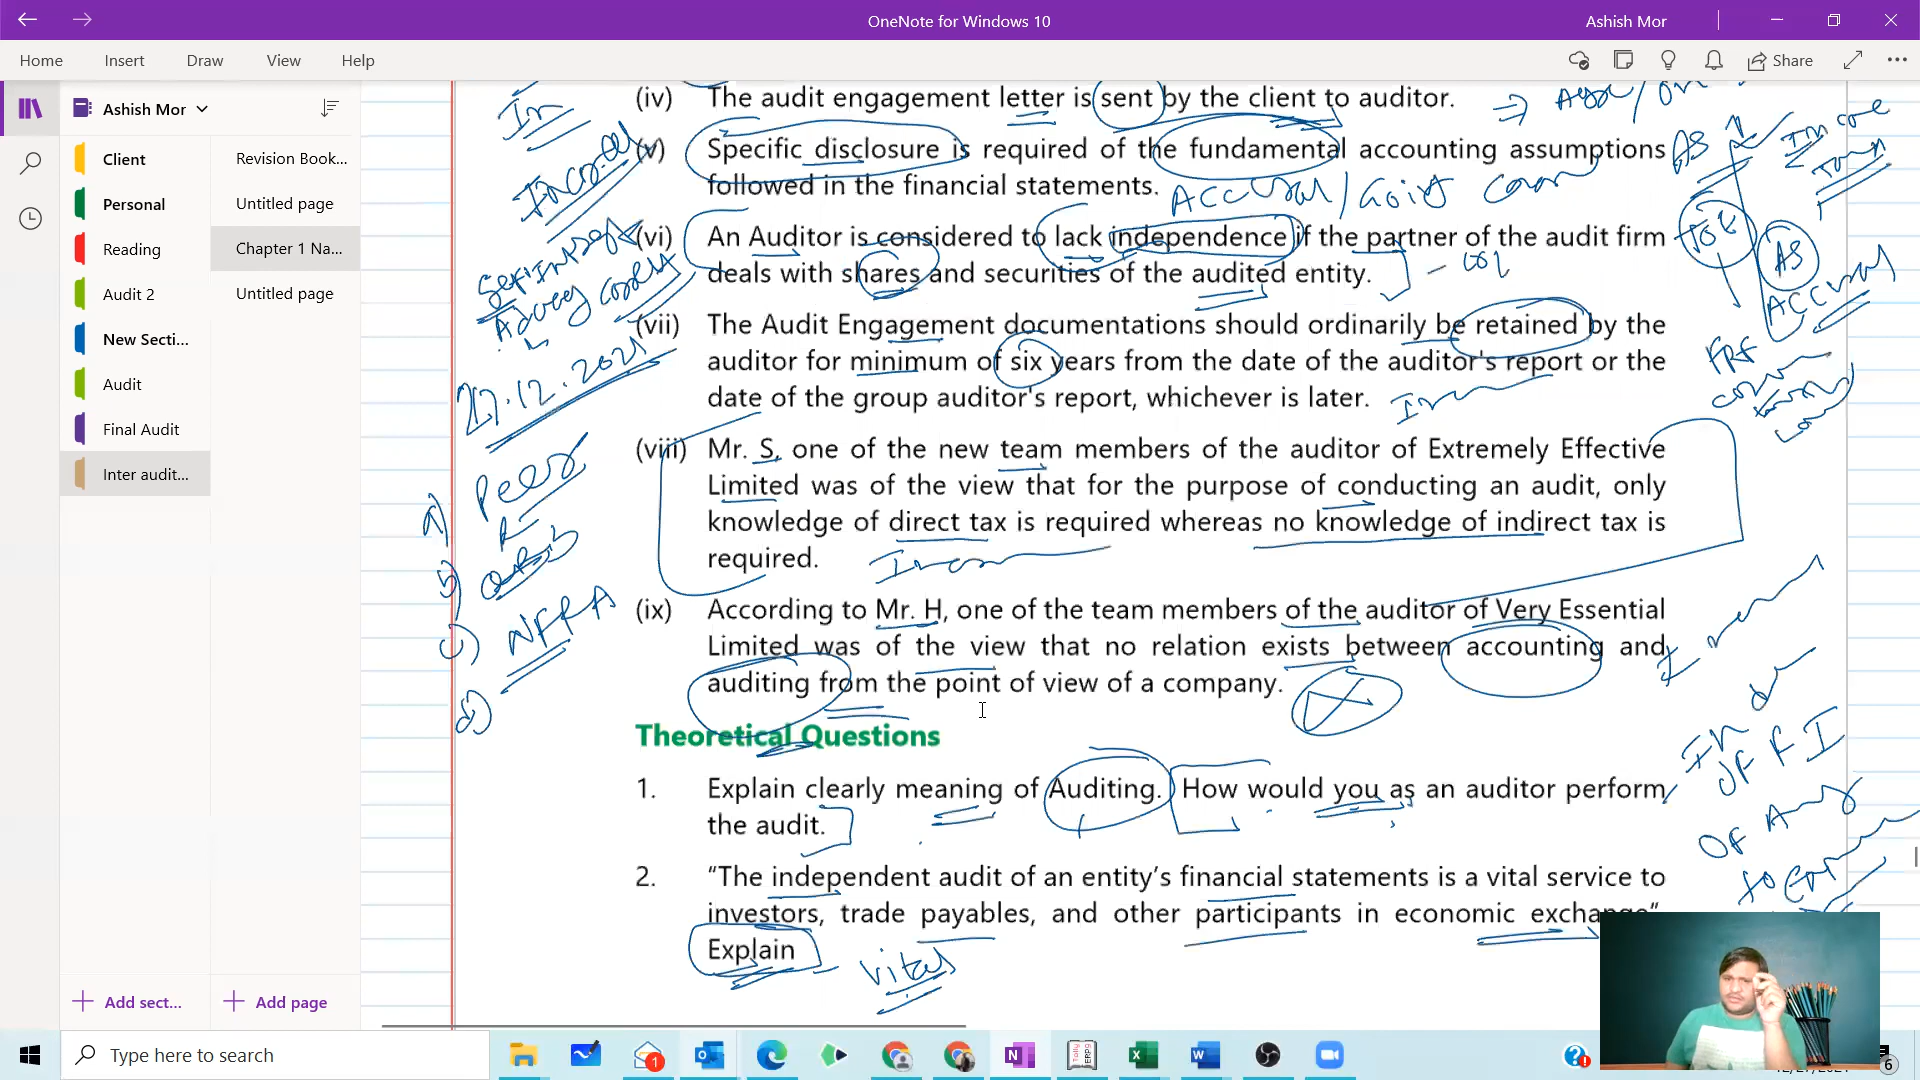 OneNote for Windows 10
Ashish Mor
Home
Insert
Draw
View
Help
Share
Ashish Mor
Client
Personal
Reading
Audit 2
New Secti...
Audit
Final Audit
Inter audit...
Revision Book...
Untitled page
Chapter 1 Na...
Untitled page
Add sect...
Add page
(iv) The audit engagement letter is sent by the client to auditor.
(v) Specific disclosure is required of the fundamental accounting assumptions
followed in the financial statements.
(vi) An Auditor is considered to lack independence if the partner of the audit firm
deals with shares and securities of the audited entity.
(vii) The Audit Engagement documentations should ordinarily be retained by the
auditor for minimum of six years from the date of the auditor's report or the
date of the group auditor's report, whichever is later.
(viii) Mr. S, one of the new team members of the auditor of Extremely Effective
Limited was of the view that for the purpose of conducting an audit, only
knowledge of direct tax is required whereas no knowledge of indirect tax is
required.
(ix) According to Mr. H, one of the team members of the auditor of Very Essential
Limited was of the view that no relation exists between accounting and
auditing from the point of view of a company.
Theoretical Questions
1. Explain clearly meaning of Auditing. How would you as an auditor perform
the audit.
2. “The independent audit of an entity’s financial statements is a vital service to
investors, trade payables, and other participants in economic exchange”.
Explain
In
27.12.2021
a) Peer
R
b)
c) NFRA
d)
AS 1
AS
Accrual
vital
Type here to search
1
6